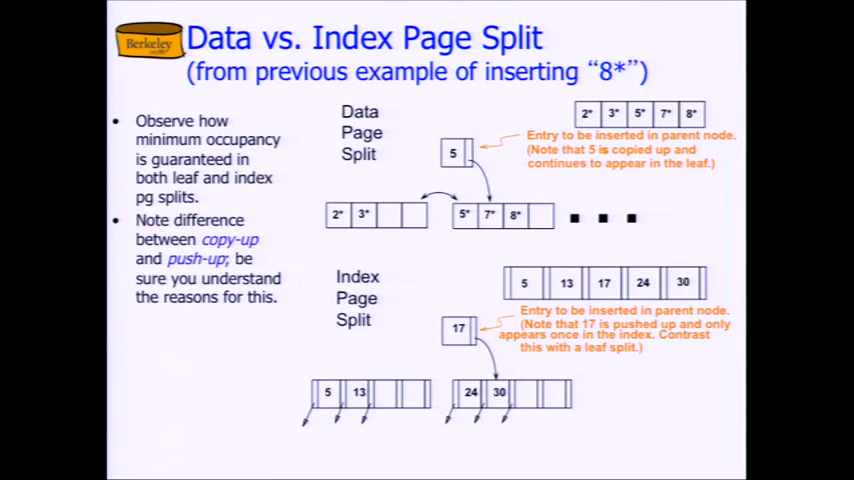 Berkeley
Data vs. Index Page Split
(from previous example of inserting “8*”)
• Observe how
minimum occupancy
is guaranteed in
both leaf and index
pg splits.
• Note difference
between copy-up
and push-up; be
sure you understand
the reasons for this.
Data
Page
Split
2* 3* 5* 7* 8*
5
Entry to be inserted in parent node.
(Note that 5 is copied up and
continues to appear in the leaf.)
2* 3*
5* 7* 8*
Index
Page
Split
5 13 17 24 30
17
Entry to be inserted in parent node.
(Note that 17 is pushed up and only
appears once in the index. Contrast
this with a leaf split.)
5 13
24 30